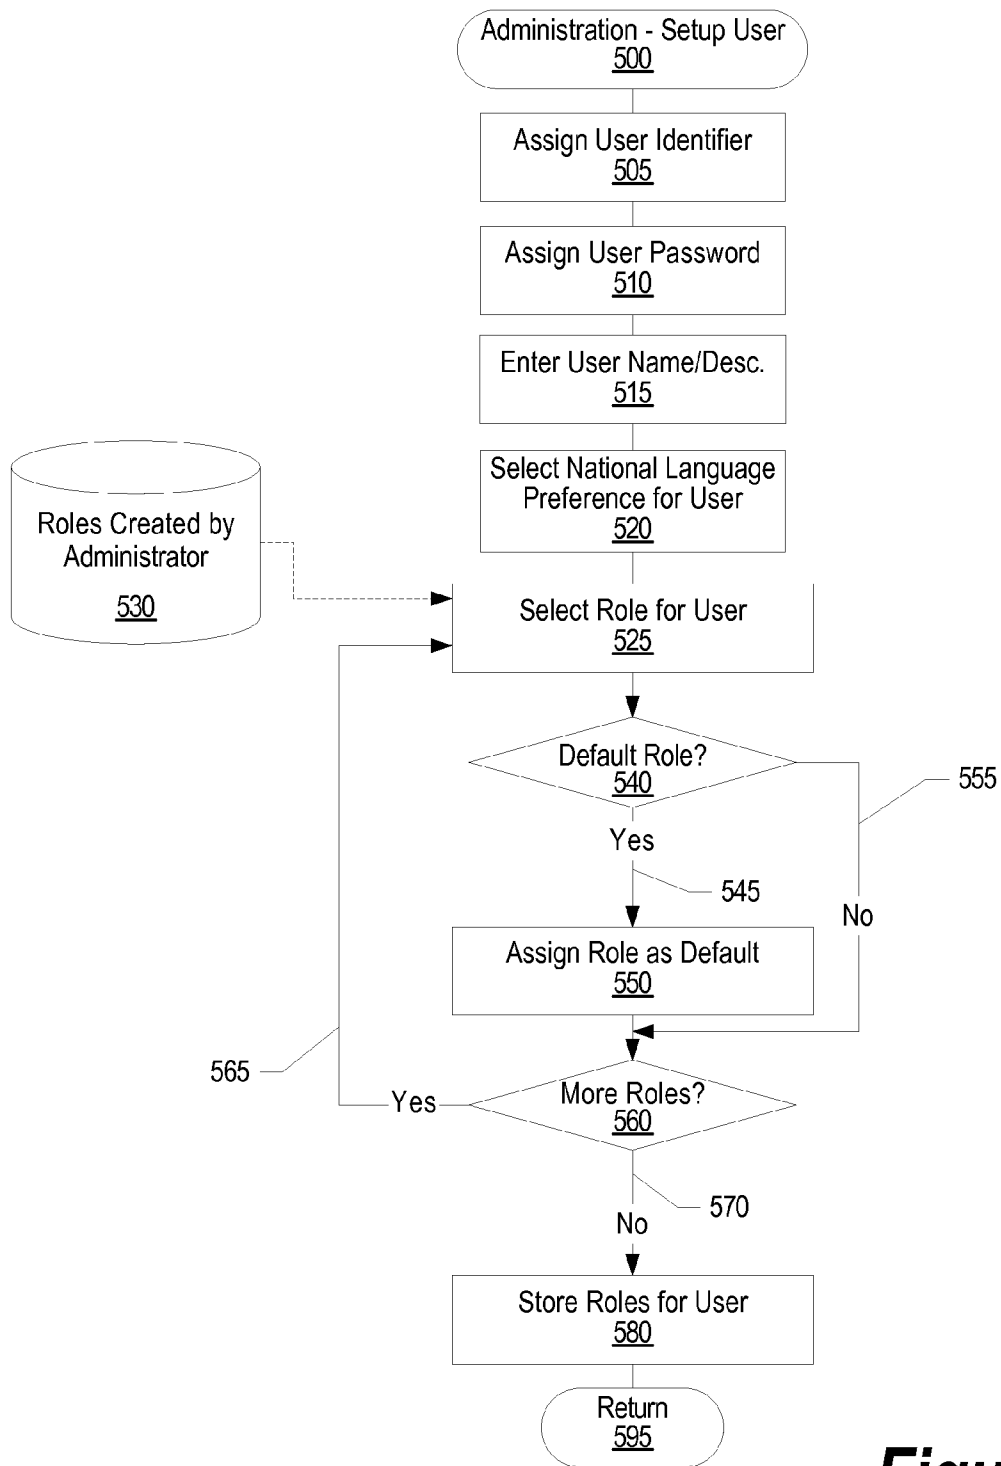 Administration - Setup User
500
Assign User Identifier
505
Assign User Password
510
Enter User Name/Desc.
515
Select National Language
Preference for User
520
Roles Created by
Administrator
530
Select Role for User
525
Default Role?
540
555
Yes
545
No
Assign Role as Default
550
565
Yes
More Roles?
560
570
No
Store Roles for User
580
Return
595